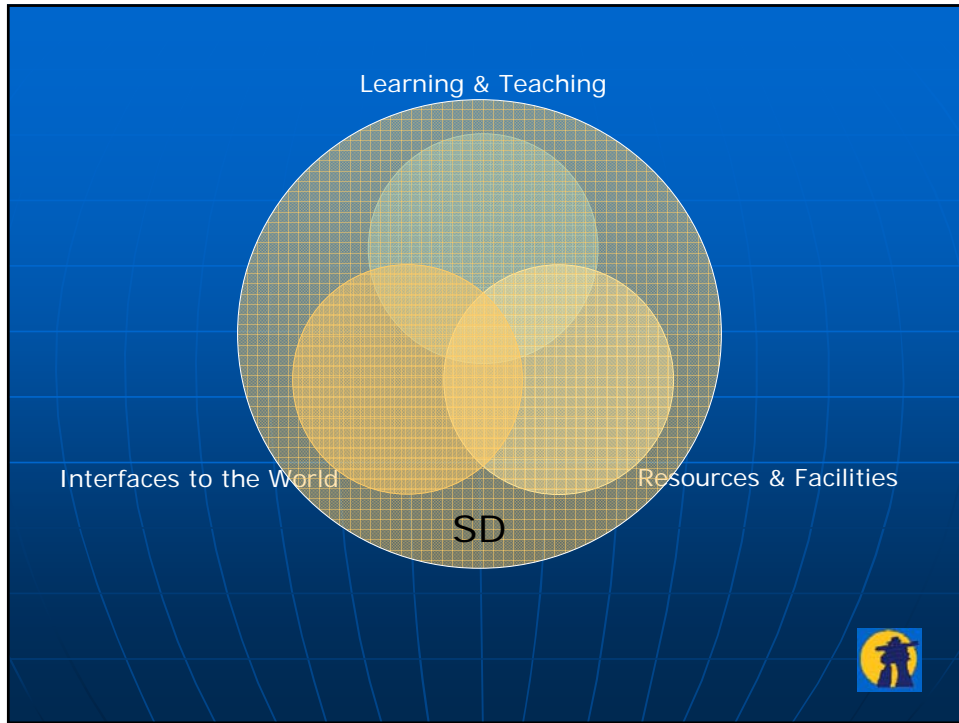 Learning & Teaching
Interfaces to the World
Resources & Facilities
SD